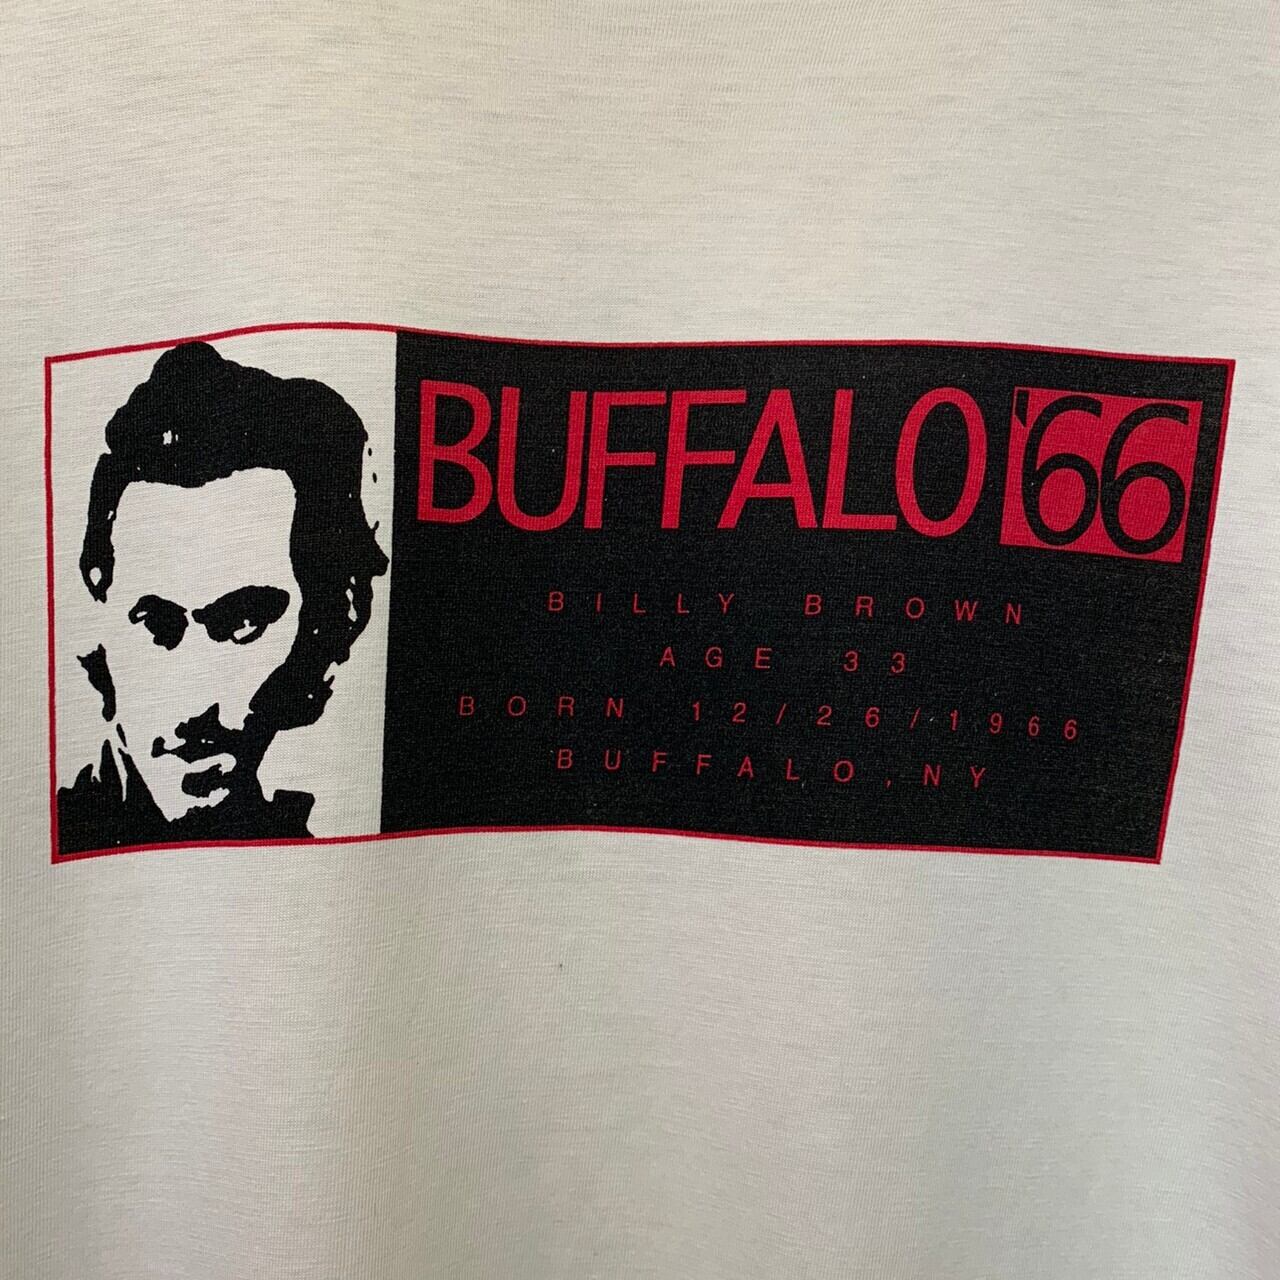 BUFFALO '66
BILLY BROWN
AGE 33
BORN 12/26/1966
BUFFALO,NY